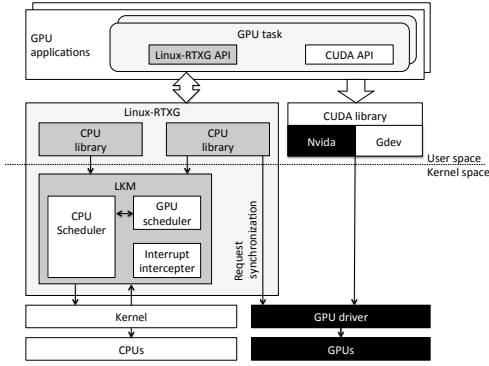 GPU
applications
GPU task
Linux-RTXG API
CUDA API
Linux-RTXG
CPU
library
CPU
library
CUDA library
Nvida
Gdev
User space
Kernel space
LKM
CPU
Scheduler
GPU
scheduler
Interrupt
intercepter
Request
synchronization
Kernel
GPU driver
CPUs
GPUs